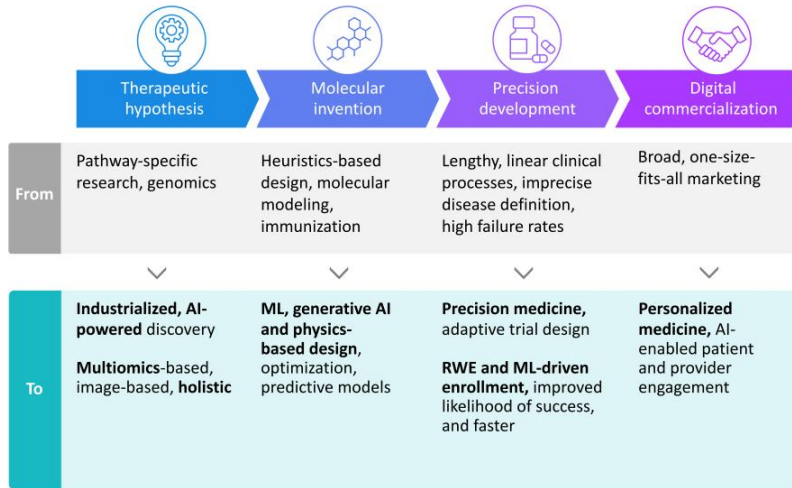 Therapeutic
hypothesis
Molecular
invention
Precision
development
Digital
commercialization
From
Pathway-specific
research, genomics
Heuristics-based
design, molecular
modeling,
immunization
Lengthy, linear clinical
processes, imprecise
disease definition,
high failure rates
Broad, one-size-
fits-all marketing
To
Industrialized, AI-
powered discovery
Multiomics-based,
image-based, holistic
ML, generative AI
and physics-
based design,
optimization,
predictive models
Precision medicine,
adaptive trial design
RWE and ML-driven
enrollment, improved
likelihood of success,
and faster
Personalized
medicine, AI-
enabled patient
and provider
engagement